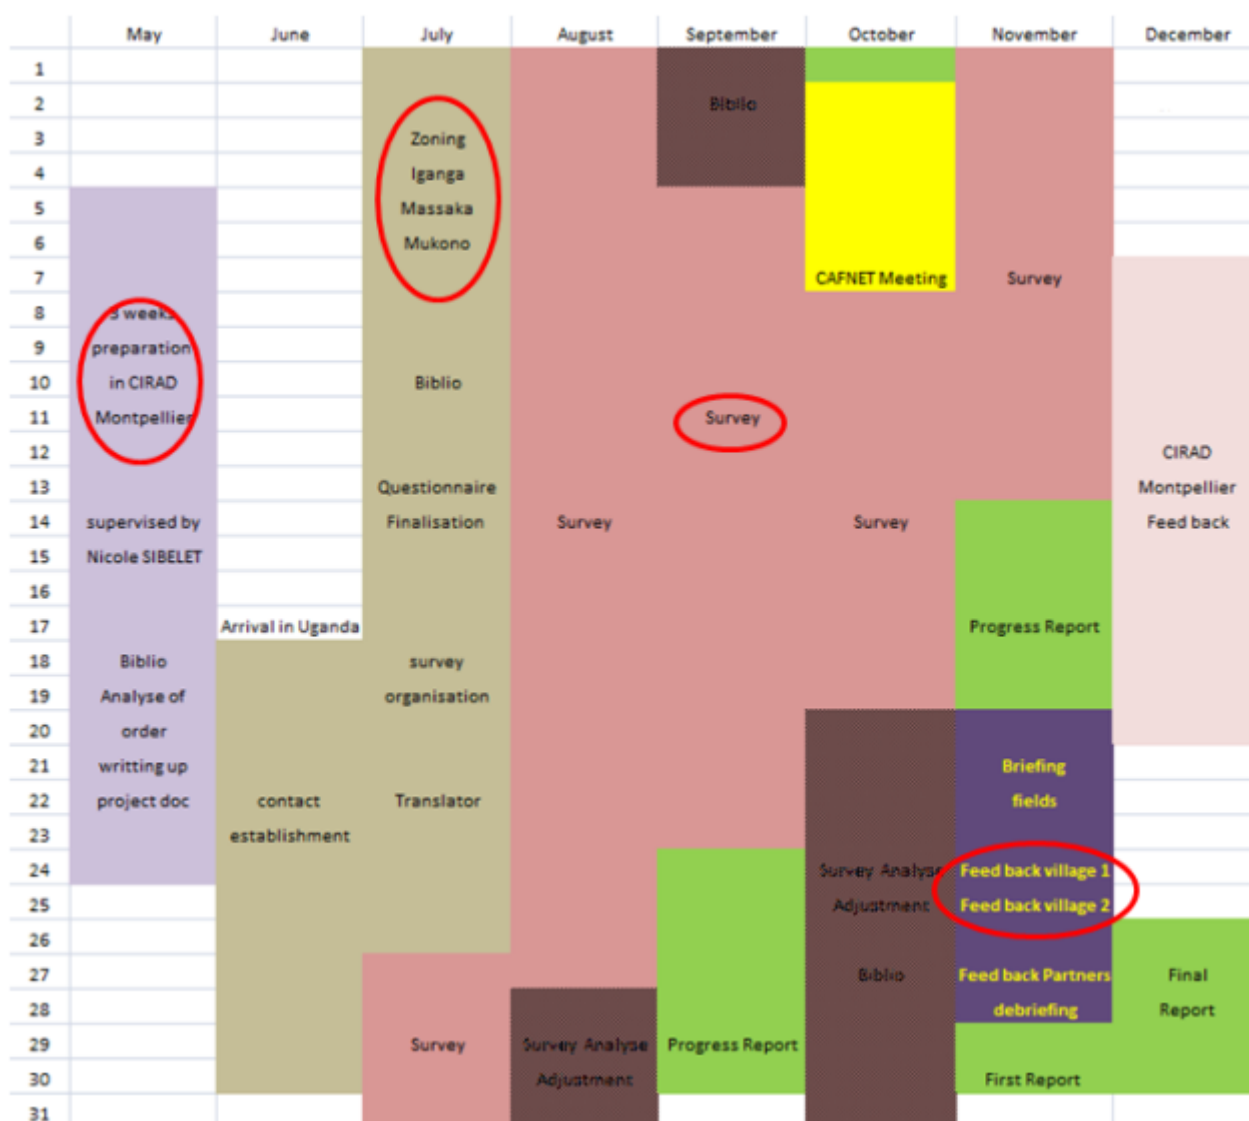 May June July August September October November December
1
2 Biblio
3 Zoning
4 Iganga
5 Massaka
6 Mukono
7 CAFNET Meeting Survey
8 3 weeks
9 preparation
10 in CIRAD Biblio
11 Montpellier Survey
12 CIRAD
13 Questionnaire Montpellier
14 supervised by Finalisation Survey Survey Feed back
15 Nicole SIBELET
16
17 Arrival in Uganda Progress Report
18 Biblio survey
19 Analyse of organisation
20 order
21 writting up Briefing
22 project doc contact Translator fields
23 establishment
24 Survey Analyse Feed back village 1
25 Adjustment Feed back village 2
26
27 Biblio Feed back Partners Final
28 debriefing Report
29 Survey Survey Analyse Progress Report
30 Adjustment First Report
31